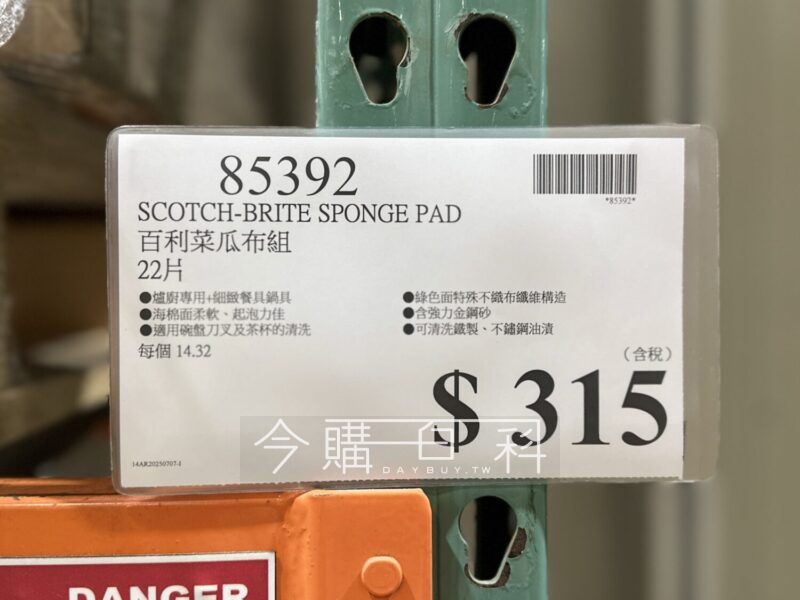 85392
*85392*
SCOTCH-BRITE SPONGE PAD
百利菜瓜布組
22片
●爐廚專用+細緻餐具鍋具
●海棉面柔軟、起泡力佳
●適用碗盤刀叉及茶杯的清洗
●綠色面特殊不織布纖維構造
●含強力金鋼砂
●可清洗鐵製、不鏽鋼油漬
每個 14.32
(含稅)
$ 315
今購百科
DAYBUY.TW
14AR20250707-1
DANGER